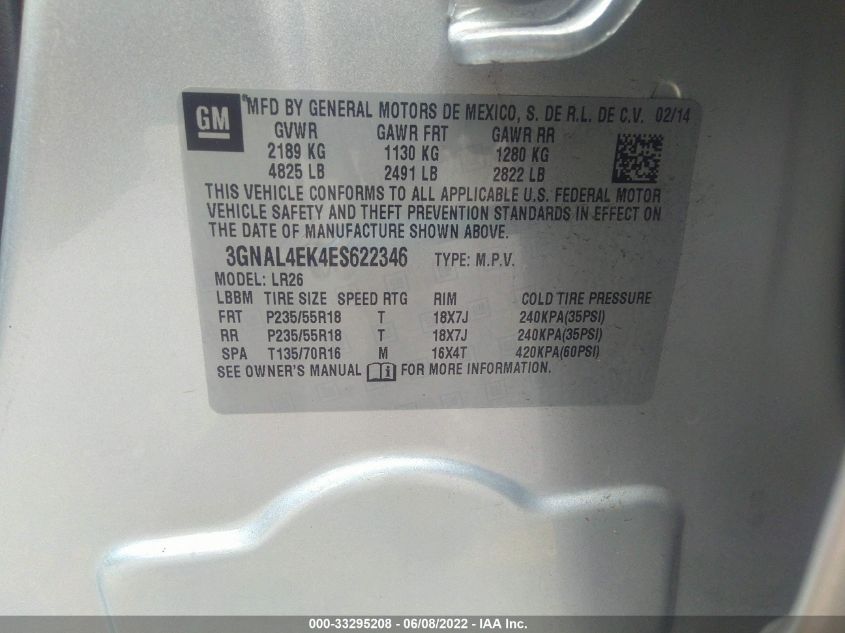 GM
MFD BY GENERAL MOTORS DE MEXICO, S. DE R.L. DE C.V. 02/14
GVWR GAWR FRT GAWR RR
2189 KG 1130 KG 1280 KG
4825 LB 2491 LB 2822 LB
THIS VEHICLE CONFORMS TO ALL APPLICABLE U.S. FEDERAL MOTOR
VEHICLE SAFETY AND THEFT PREVENTION STANDARDS IN EFFECT ON
THE DATE OF MANUFACTURE SHOWN ABOVE.
3GNAL4EK4ES622346 TYPE: M.P.V.
MODEL: LR26
LBBM TIRE SIZE SPEED RTG RIM COLD TIRE PRESSURE
FRT P235/55R18 T 18X7J 240KPA(35PSI)
RR P235/55R18 T 18X7J 240KPA(35PSI)
SPA T135/70R16 M 16X4T 420KPA(60PSI)
SEE OWNER'S MANUAL FOR MORE INFORMATION.
000-33295208 - 06/08/2022 - IAA Inc.